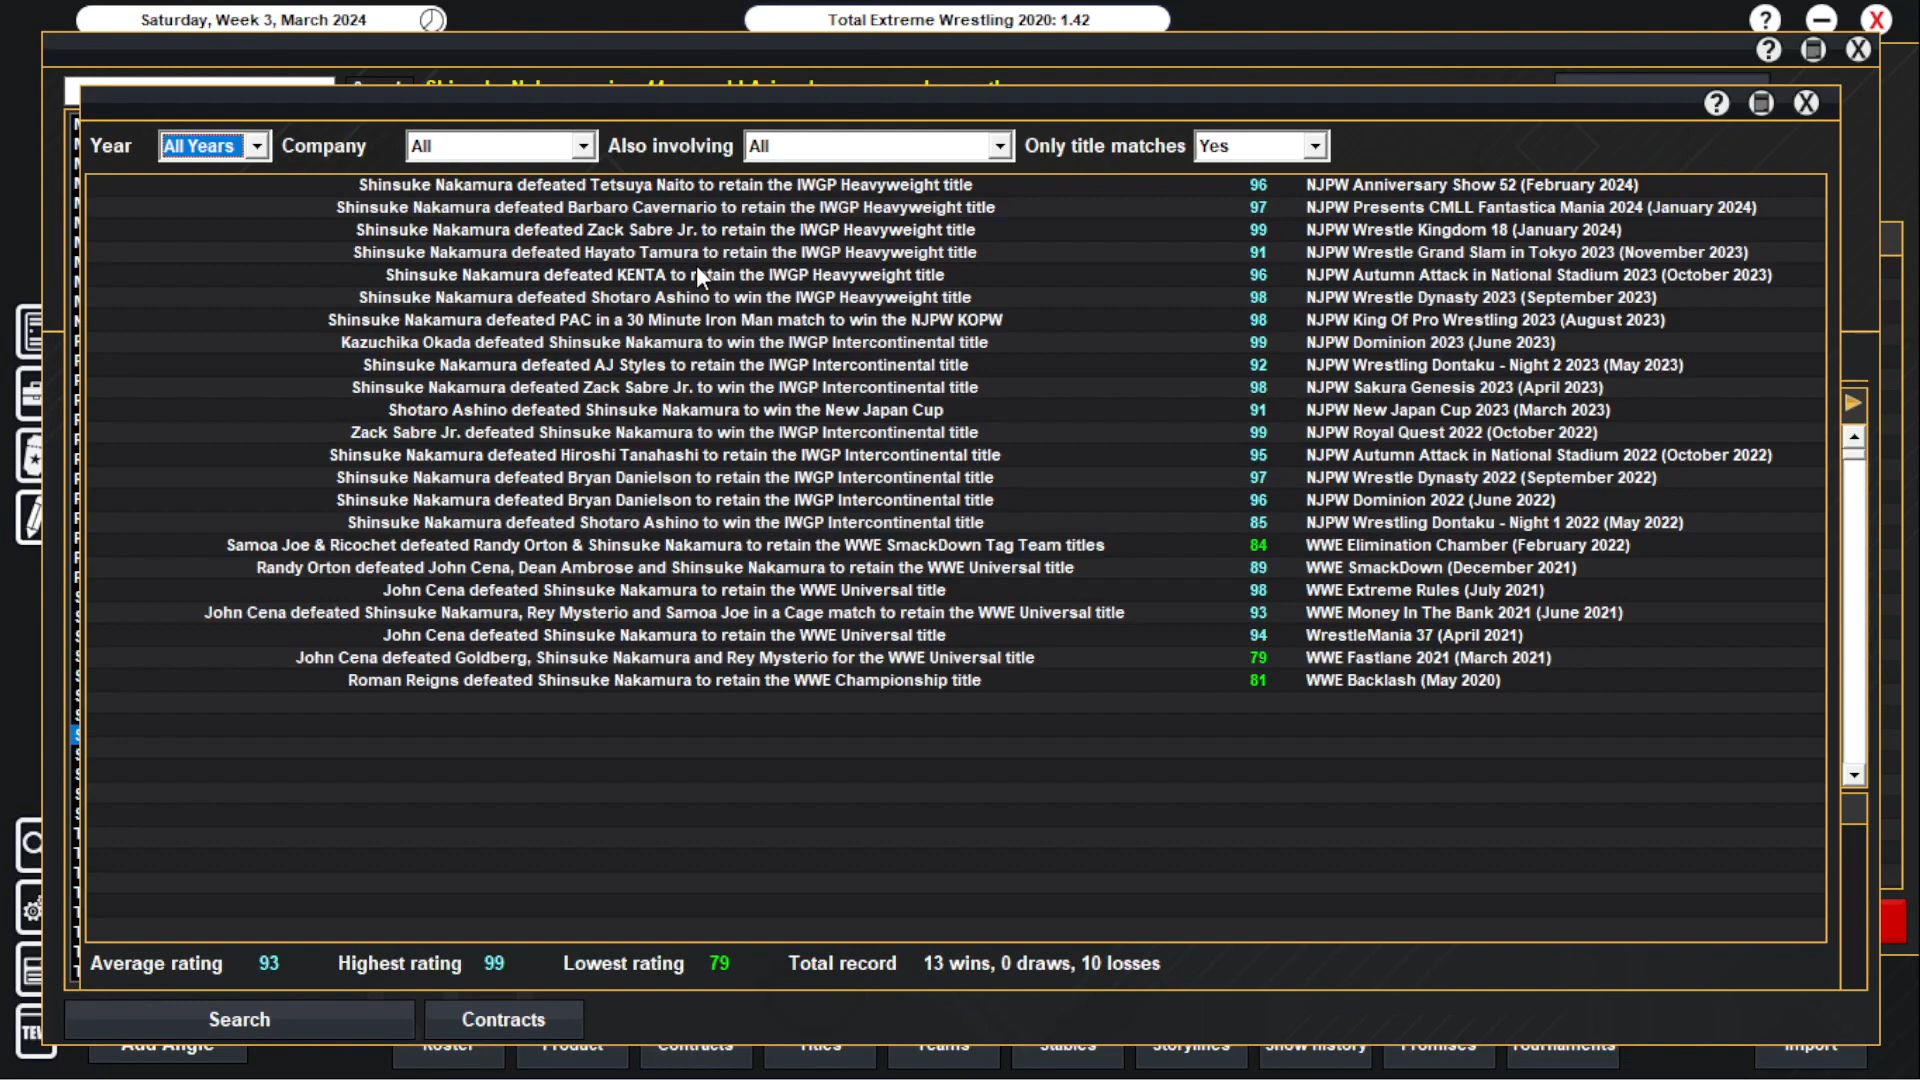 Saturday, Week 3, March 2024
Total Extreme Wrestling 2020: 1.42
Year All Years Company All Also involving All Only title matches Yes
Shinsuke Nakamura defeated Tetsuya Naito to retain the IWGP Heavyweight title 96 NJPW Anniversary Show 52 (February 2024)
Shinsuke Nakamura defeated Barbaro Cavernario to retain the IWGP Heavyweight title 97 NJPW Presents CMLL Fantastica Mania 2024 (January 2024)
Shinsuke Nakamura defeated Zack Sabre Jr. to retain the IWGP Heavyweight title 99 NJPW Wrestle Kingdom 18 (January 2024)
Shinsuke Nakamura defeated Hayato Tamura to retain the IWGP Heavyweight title 91 NJPW Wrestle Grand Slam in Tokyo 2023 (November 2023)
Shinsuke Nakamura defeated KENTA to retain the IWGP Heavyweight title 96 NJPW Autumn Attack in National Stadium 2023 (October 2023)
Shinsuke Nakamura defeated Shotaro Ashino to win the IWGP Heavyweight title 98 NJPW Wrestle Dynasty 2023 (September 2023)
Shinsuke Nakamura defeated PAC in a 30 Minute Iron Man match to win the NJPW KOPW 98 NJPW King Of Pro Wrestling 2023 (August 2023)
Kazuchika Okada defeated Shinsuke Nakamura to win the IWGP Intercontinental title 99 NJPW Dominion 2023 (June 2023)
Shinsuke Nakamura defeated AJ Styles to retain the IWGP Intercontinental title 92 NJPW Wrestling Dontaku - Night 2 2023 (May 2023)
Shinsuke Nakamura defeated Zack Sabre Jr. to win the IWGP Intercontinental title 98 NJPW Sakura Genesis 2023 (April 2023)
Shotaro Ashino defeated Shinsuke Nakamura to win the New Japan Cup 91 NJPW New Japan Cup 2023 (March 2023)
Zack Sabre Jr. defeated Shinsuke Nakamura to win the IWGP Intercontinental title 99 NJPW Royal Quest 2022 (October 2022)
Shinsuke Nakamura defeated Hiroshi Tanahashi to retain the IWGP Intercontinental title 95 NJPW Autumn Attack in National Stadium 2022 (October 2022)
Shinsuke Nakamura defeated Bryan Danielson to retain the IWGP Intercontinental title 97 NJPW Wrestle Dynasty 2022 (September 2022)
Shinsuke Nakamura defeated Bryan Danielson to retain the IWGP Intercontinental title 96 NJPW Dominion 2022 (June 2022)
Shinsuke Nakamura defeated Shotaro Ashino to win the IWGP Intercontinental title 85 NJPW Wrestling Dontaku - Night 1 2022 (May 2022)
Samoa Joe & Ricochet defeated Randy Orton & Shinsuke Nakamura to retain the WWE SmackDown Tag Team titles 84 WWE Elimination Chamber (February 2022)
Randy Orton defeated John Cena, Dean Ambrose and Shinsuke Nakamura to retain the WWE Universal title 89 WWE SmackDown (December 2021)
John Cena defeated Shinsuke Nakamura to retain the WWE Universal title 98 WWE Extreme Rules (July 2021)
John Cena defeated Shinsuke Nakamura, Rey Mysterio and Samoa Joe in a Cage match to retain the WWE Universal title 93 WWE Money In The Bank 2021 (June 2021)
John Cena defeated Shinsuke Nakamura to retain the WWE Universal title 94 WrestleMania 37 (April 2021)
John Cena defeated Goldberg, Shinsuke Nakamura and Rey Mysterio for the WWE Universal title 79 WWE Fastlane 2021 (March 2021)
Roman Reigns defeated Shinsuke Nakamura to retain the WWE Championship title 81 WWE Backlash (May 2020)
Average rating 93 Highest rating 99 Lowest rating 79 Total record 13 wins, 0 draws, 10 losses
Search Contracts
Add Angle Roster Product Contracts Titles Teams Stables Storylines Show History Promises Tournaments Import